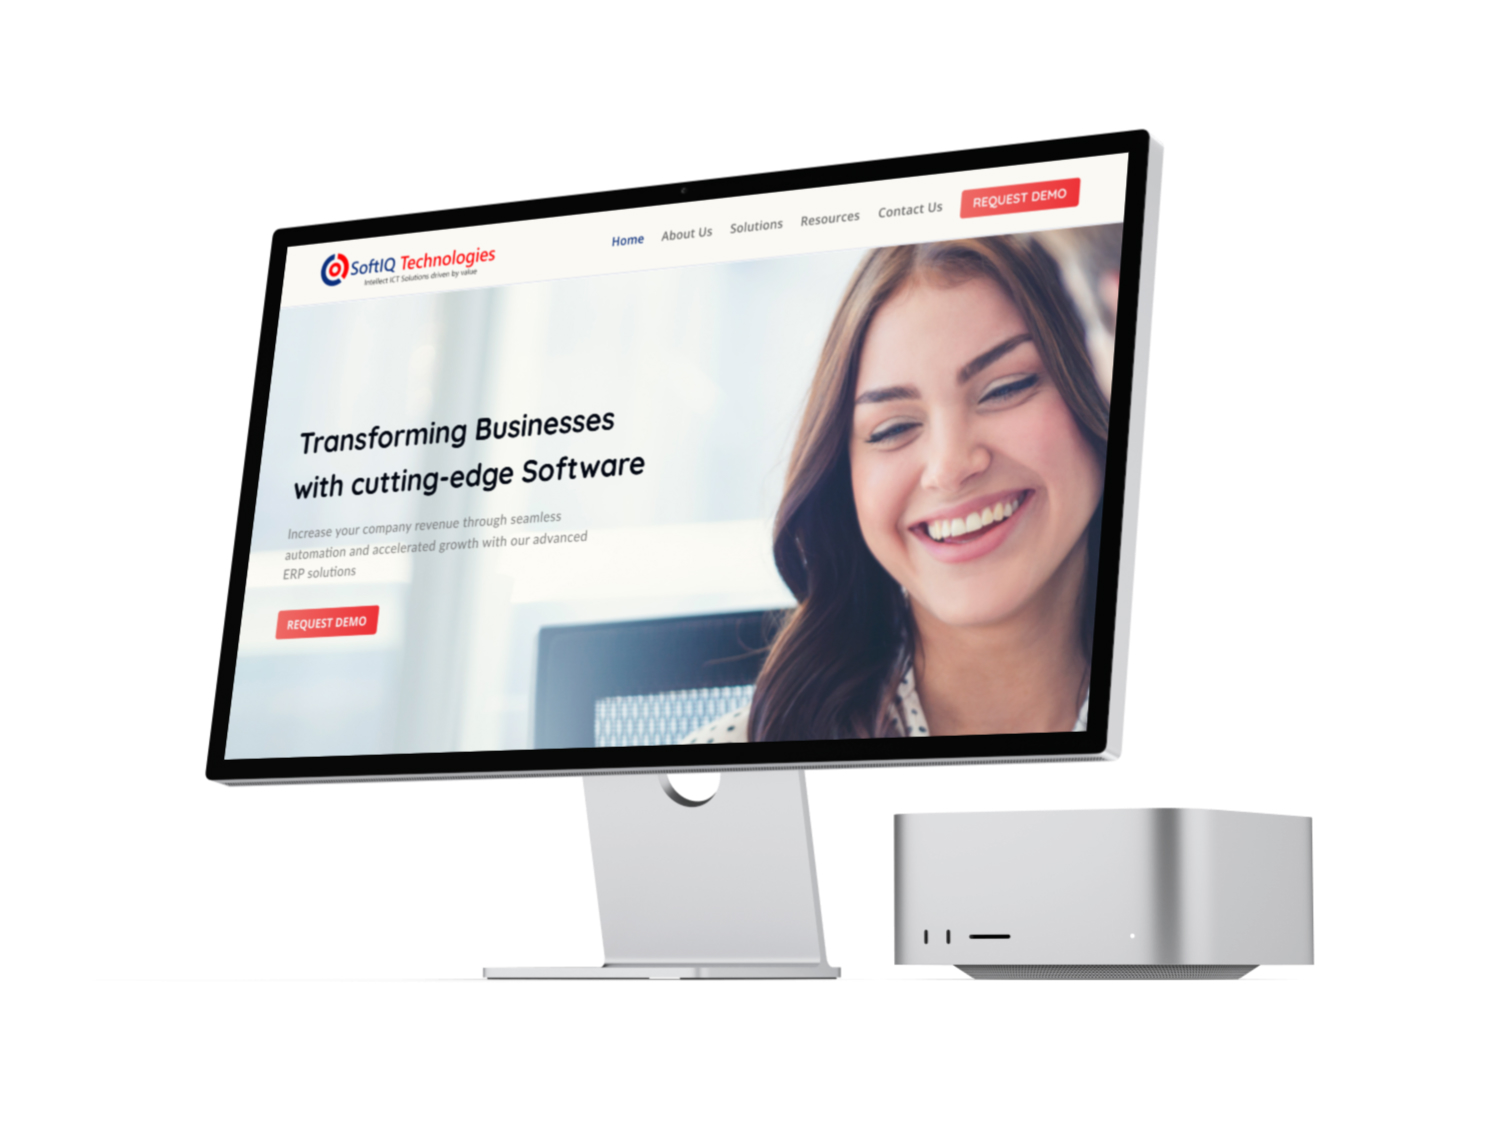 SoftIQ Technologies
Intellect ICT Solutions driven by value
Home
About Us
Solutions
Resources
Contact Us
REQUEST DEMO
Transforming Businesses
with cutting-edge Software
Increase your company revenue through seamless
automation and accelerated growth with our advanced
ERP solutions
REQUEST DEMO